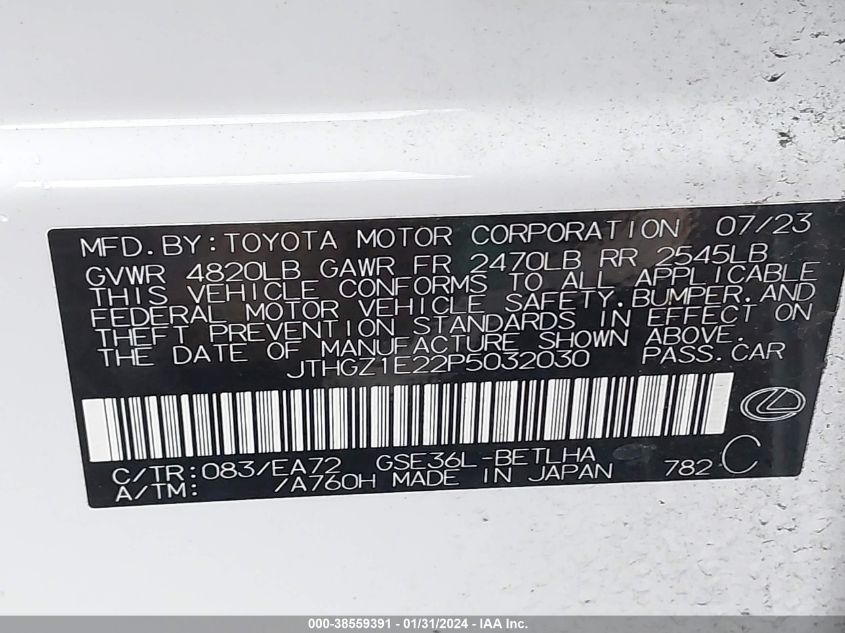 MFD.BY:TOYOTA MOTOR CORPORATION 07/23
GVWR 4820LB GAWR FR 2470LB RR 2545LB
THIS VEHICLE CONFORMS TO ALL APPLICABLE
FEDERAL MOTOR VEHICLE SAFETY.BUMPER.AND
THEFT PREVENTION STANDARDS IN EFFECT ON
THE DATE OF MANUFACTURE SHOWN ABOVE.
JTHGZ1E22P5032030 PASS.CAR
C/TR:083/EA72 GSE36L-BETLHA 782 C
A/TM: /A760H MADE IN JAPAN
000-38559391 - 01/31/2024 - IAA Inc.